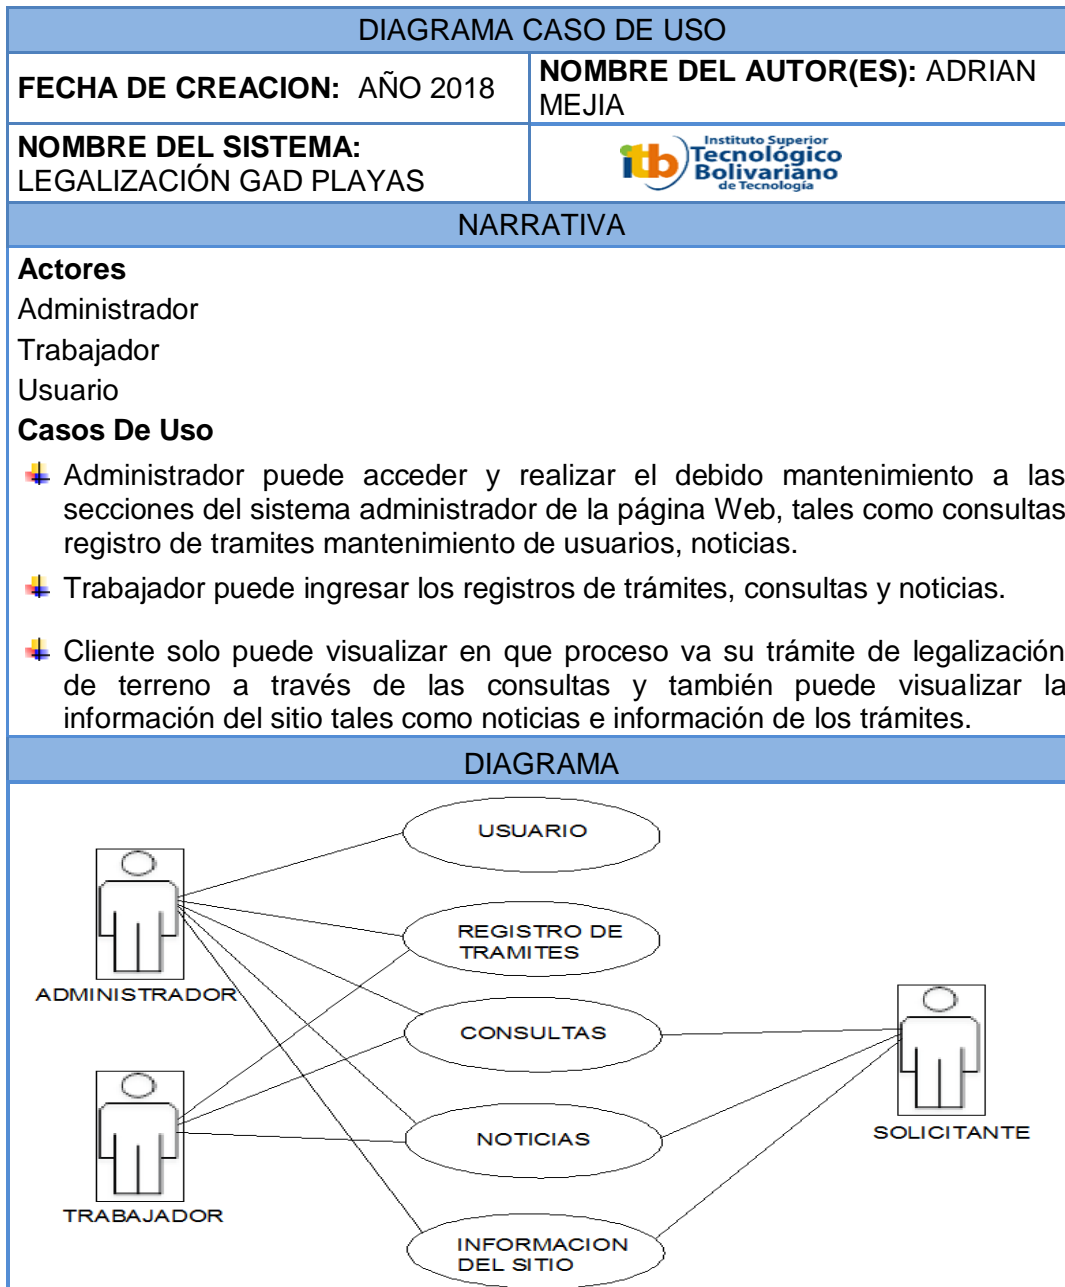 DIAGRAMA CASO DE USO
FECHA DE CREACION: AÑO 2018
NOMBRE DEL AUTOR(ES): ADRIAN
MEJIA
NOMBRE DEL SISTEMA:
LEGALIZACIÓN GAD PLAYAS
itb
Instituto Superior
Tecnológico
Bolivariano
de Tecnología
NARRATIVA
Actores
Administrador
Trabajador
Usuario
Casos De Uso
Administrador puede acceder y realizar el debido mantenimiento a las
secciones del sistema administrador de la página Web, tales como consultas
registro de tramites mantenimiento de usuarios, noticias.
Trabajador puede ingresar los registros de trámites, consultas y noticias.
Cliente solo puede visualizar en que proceso va su trámite de legalización
de terreno a través de las consultas y también puede visualizar la
información del sitio tales como noticias e información de los trámites.
DIAGRAMA
USUARIO
REGISTRO DE
TRAMITES
ADMINISTRADOR
CONSULTAS
NOTICIAS
SOLICITANTE
TRABAJADOR
INFORMACION
DEL SITIO